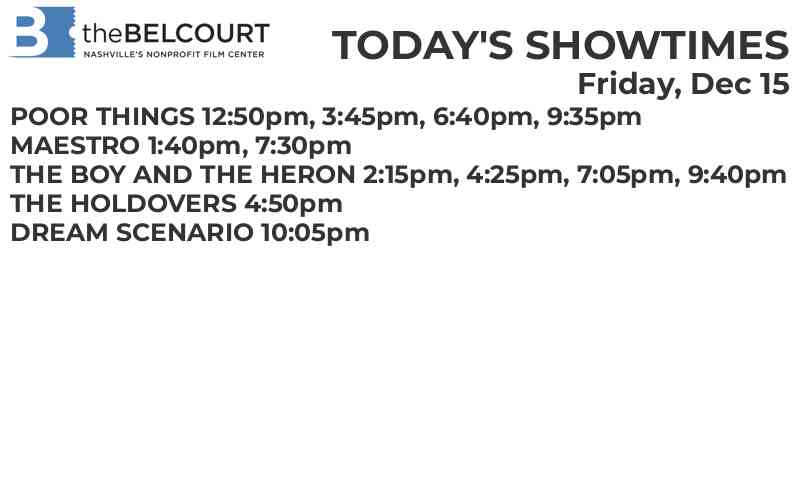 B theBELCOURT
NASHVILLE'S NONPROFIT FILM CENTER
TODAY'S SHOWTIMES
Friday, Dec 15
POOR THINGS 12:50pm, 3:45pm, 6:40pm, 9:35pm
MAESTRO 1:40pm, 7:30pm
THE BOY AND THE HERON 2:15pm, 4:25pm, 7:05pm, 9:40pm
THE HOLDOVERS 4:50pm
DREAM SCENARIO 10:05pm